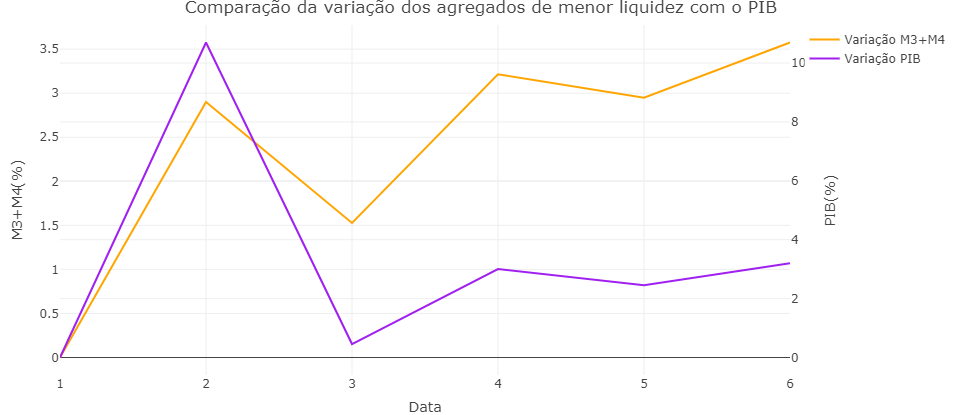 Comparação da variação dos agregados de menor liquidez com o PIB
Variação M3+M4
Variação PIB
M3+M4(%)
3.5
3
2.5
2
1.5
1
0.5
0
10
8
6
4
2
0
PIB(%)
1 2 3 4 5 6
Data